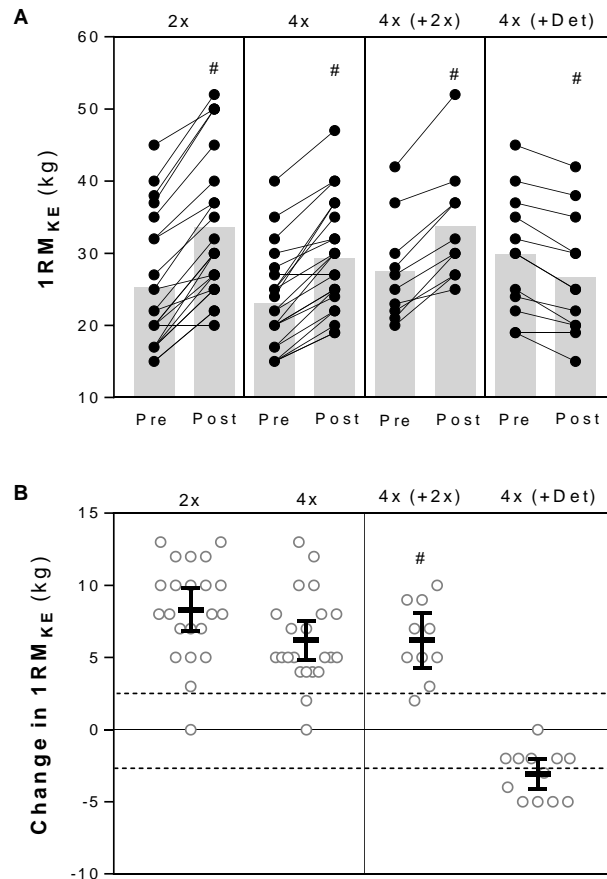 A
2x 4x 4x (+2x) 4x (+Det)
1RMKE (kg)
60
50
40
30
20
10
# # # #
Pre Post Pre Post Pre Post Pre Post
B
2x 4x 4x (+2x) 4x (+Det)
Change in 1RMKE (kg)
15
10
5
0
-5
-10
#